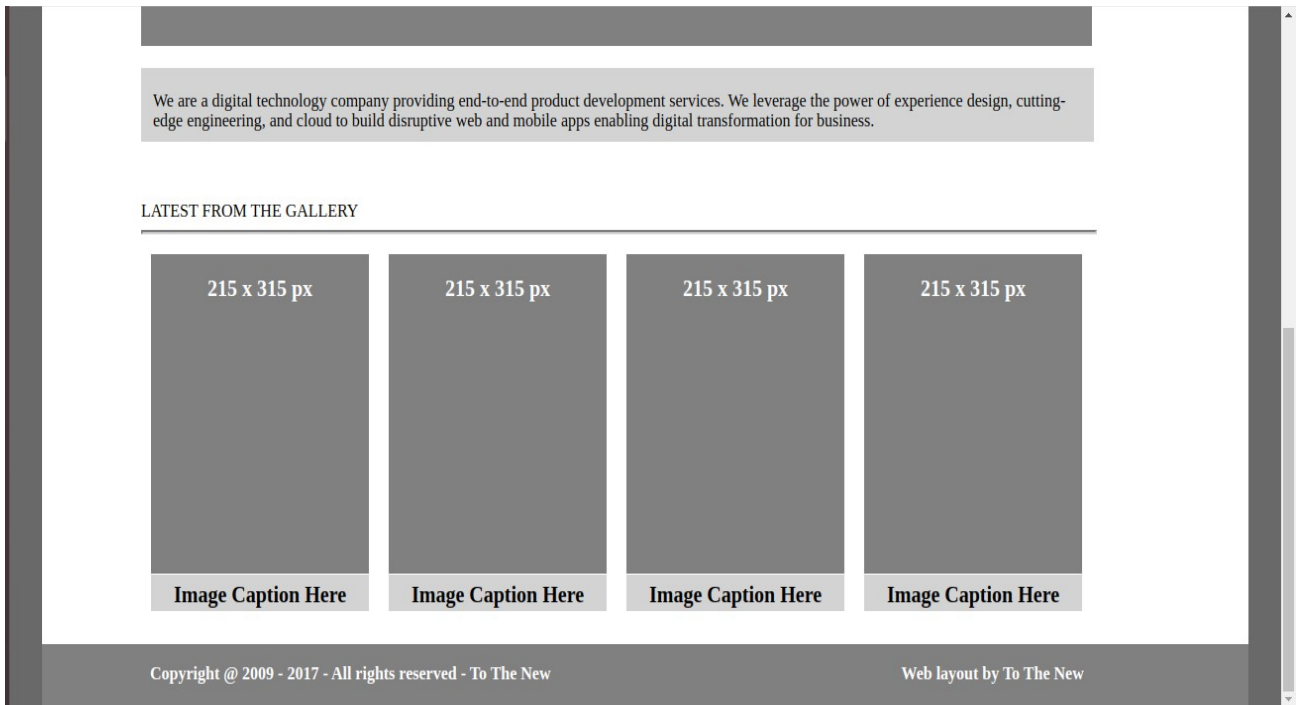 We are a digital technology company providing end-to-end product development services. We leverage the power of experience design, cutting-
edge engineering, and cloud to build disruptive web and mobile apps enabling digital transformation for business.
LATEST FROM THE GALLERY
215 x 315 px
215 x 315 px
215 x 315 px
215 x 315 px
Image Caption Here
Image Caption Here
Image Caption Here
Image Caption Here
Copyright @ 2009 - 2017 - All rights reserved - To The New
Web layout by To The New